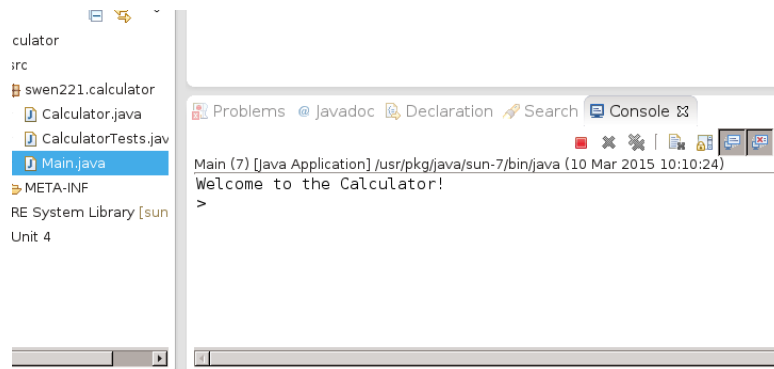 culator
src
swen221.calculator
Calculator.java
CalculatorTests.jav
Main.java
META-INF
RE System Library [sun
Unit 4
Problems @ Javadoc Declaration Search Console
Main (7) [Java Application] /usr/pkg/java/sun-7/bin/java (10 Mar 2015 10:10:24)
Welcome to the Calculator!
>